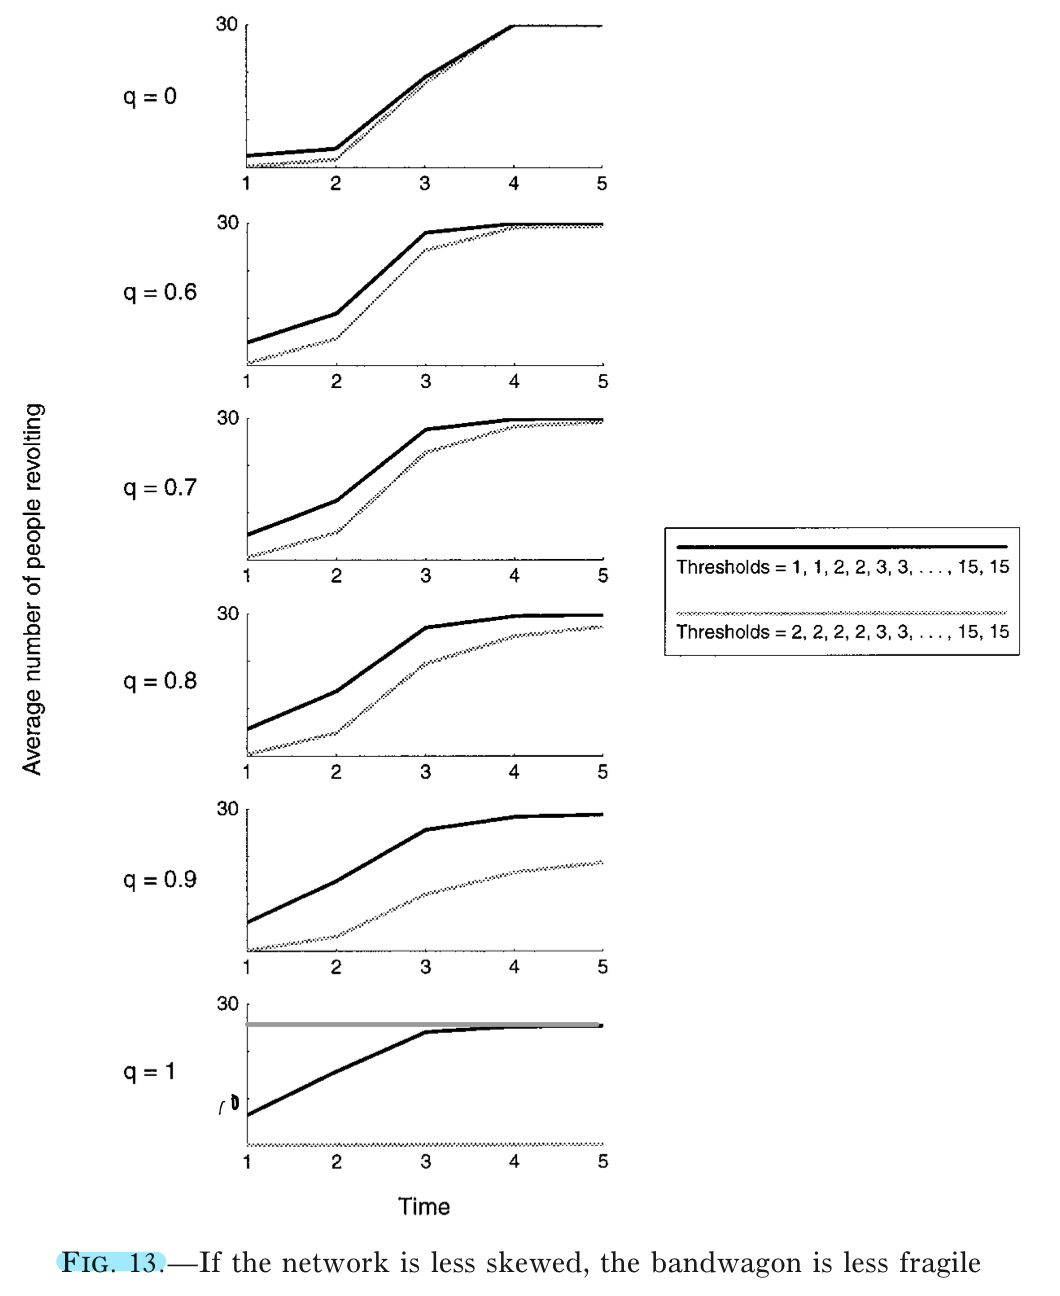 30
q = 0
1 2 3 4 5
30
q = 0.6
1 2 3 4 5
30
q = 0.7
1 2 3 4 5
30
q = 0.8
1 2 3 4 5
30
q = 0.9
1 2 3 4 5
30
q = 1
1 2 3 4 5
Average number of people revolting
Time
Thresholds = 1, 1, 2, 2, 3, 3, . . . , 15, 15
Thresholds = 2, 2, 2, 2, 3, 3, . . . , 15, 15
FIG. 13.—If the network is less skewed, the bandwagon is less fragile